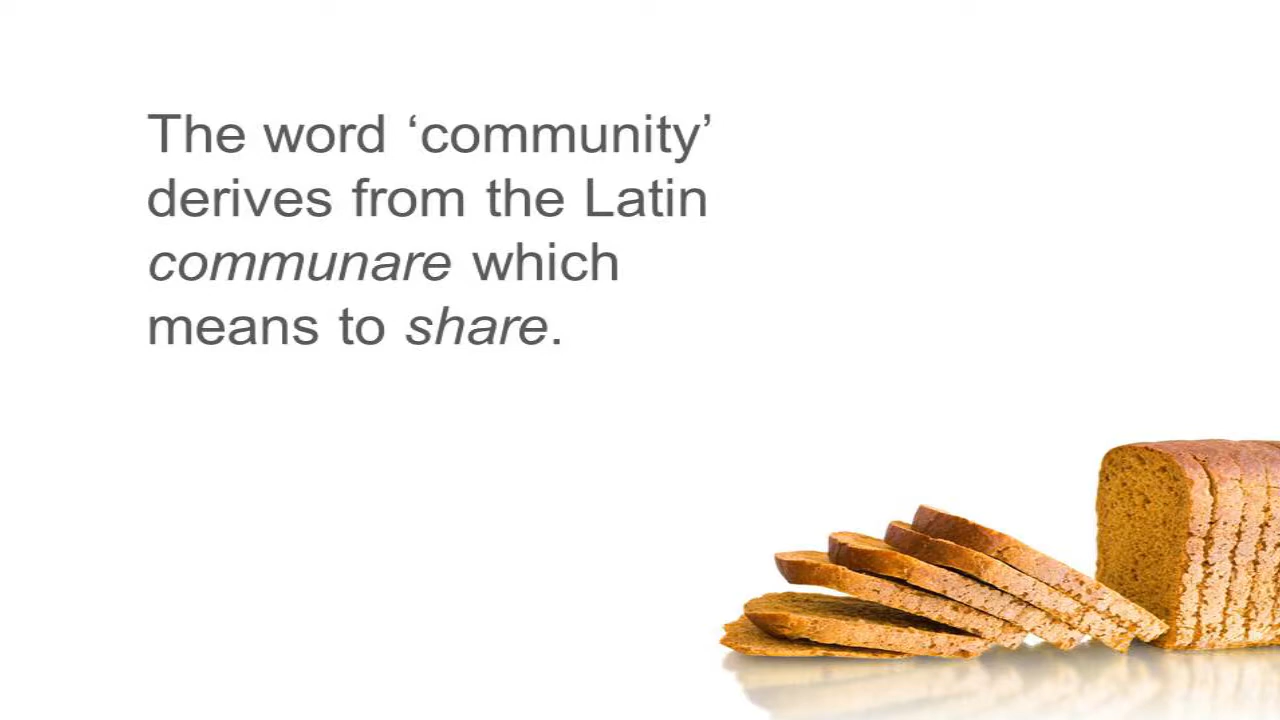 The word ‘community’
derives from the Latin
communare which
means to share.